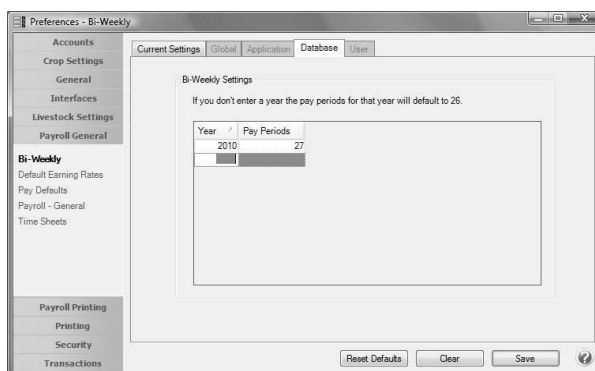 Preferences - Bi-Weekly
Accounts
Crop Settings
General
Interfaces
Livestock Settings
Payroll General
Bi-Weekly
Default Earning Rates
Pay Defaults
Payroll - General
Time Sheets
Payroll Printing
Printing
Security
Transactions
Current Settings Global Application Database User
Bi-Weekly Settings
If you don't enter a year the pay periods for that year will default to 26.
Year Pay Periods
2010 27
Reset Defaults Clear Save